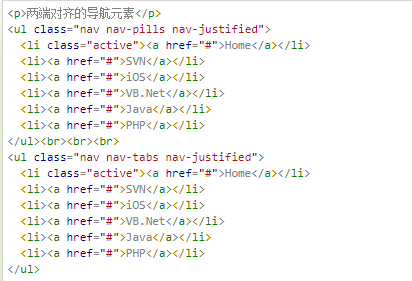 <p>两端对齐的导航元素</p>
<ul class="nav nav-pills nav-justified">
  <li class="active"><a href="#">Home</a></li>
  <li><a href="#">SVN</a></li>
  <li><a href="#">iOS</a></li>
  <li><a href="#">VB.Net</a></li>
  <li><a href="#">Java</a></li>
  <li><a href="#">PHP</a></li>
</ul><br><br><br>
<ul class="nav nav-tabs nav-justified">
  <li class="active"><a href="#">Home</a></li>
  <li><a href="#">SVN</a></li>
  <li><a href="#">iOS</a></li>
  <li><a href="#">VB.Net</a></li>
  <li><a href="#">Java</a></li>
  <li><a href="#">PHP</a></li>
</ul>